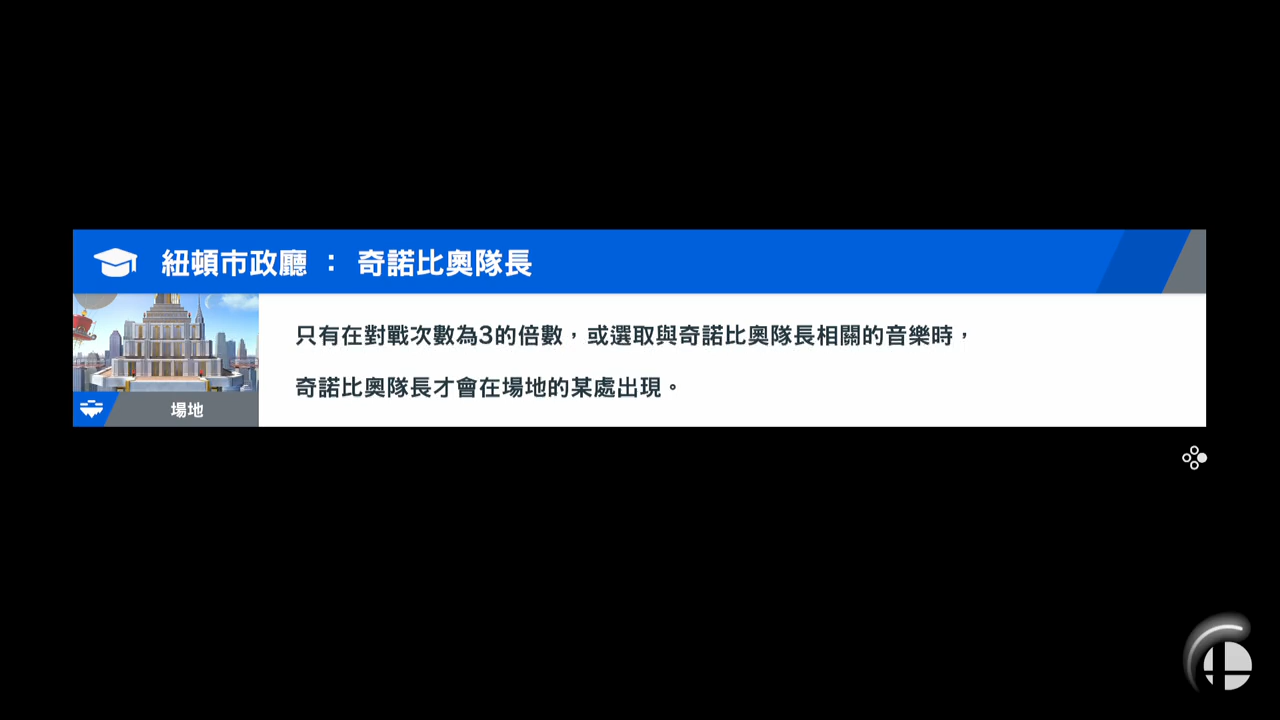 紐頓市政廳 ： 奇諾比奧隊長
只有在對戰次數為3的倍數，或選取與奇諾比奧隊長相關的音樂時，
奇諾比奧隊長才會在場地的某處出現。
場地